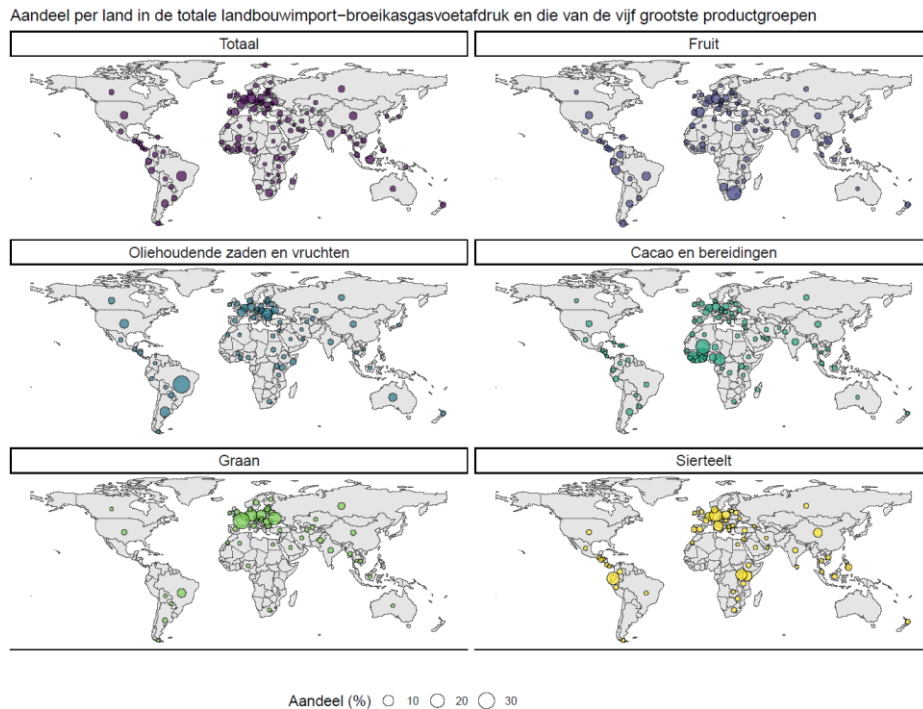 Aandeel per land in de totale landbouwimport−broeikasgasvoetafdruk en die van de vijf grootste productgroepen
Totaal
Fruit
Oliehoudende zaden en vruchten
Cacao en bereidingen
Graan
Sierteelt
Aandeel (%) 10 20 30